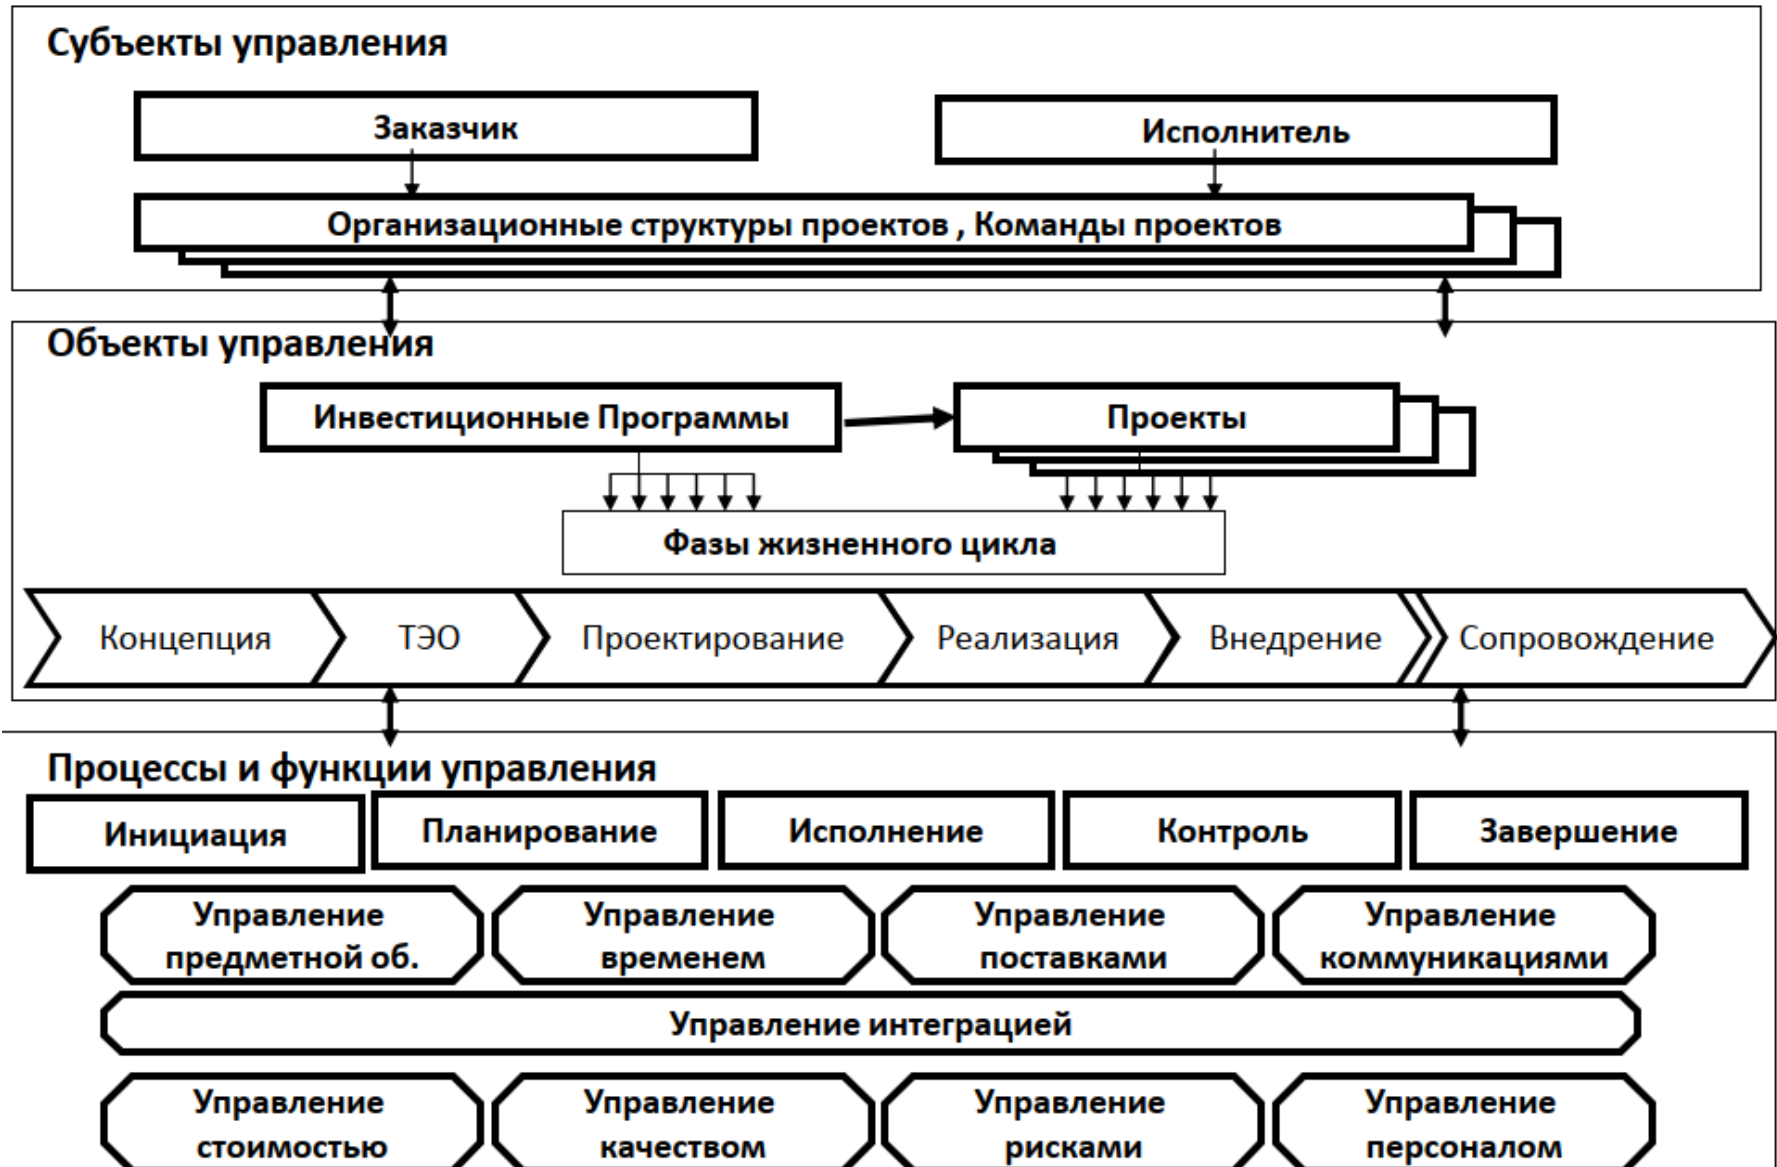 Субъекты управления
Заказчик
Исполнитель
Организационные структуры проектов , Команды проектов
Объекты управления
Инвестиционные Программы
Проекты
Фазы жизненного цикла
Концепция
ТЭО
Проектирование
Реализация
Внедрение
Сопровождение
Процессы и функции управления
Инициация
Планирование
Исполнение
Контроль
Завершение
Управление
предметной об.
Управление
временем
Управление
поставками
Управление
коммуникациями
Управление интеграцией
Управление
стоимостью
Управление
качеством
Управление
рисками
Управление
персоналом